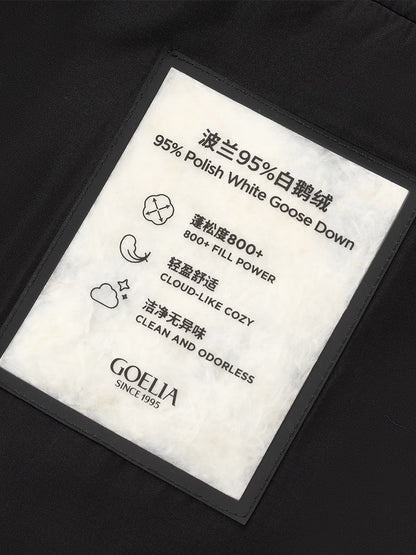 波兰95%白鹅绒
95% Polish White Goose Down
蓬松度800+
800+ FILL POWER
轻盈舒适
CLOUD-LIKE COZY
洁净无异味
CLEAN AND ODORLESS
GOELIA
SINCE 1995